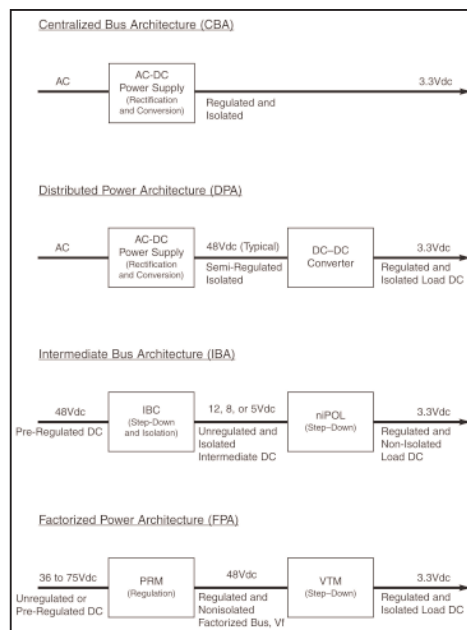 Centralized Bus Architecture (CBA)
AC
AC-DC
Power Supply
(Rectification
and Conversion)
Regulated and
Isolated
3.3Vdc
Distributed Power Architecture (DPA)
AC
AC-DC
Power Supply
(Rectification
and Conversion)
48Vdc (Typical)
Semi-Regulated
Isolated
DC–DC
Converter
3.3Vdc
Regulated and
Isolated Load DC
Intermediate Bus Architecture (IBA)
48Vdc
Pre-Regulated DC
IBC
(Step-Down
and Isolation)
12, 8, or 5Vdc
Unregulated and
Isolated
Intermediate DC
niPOL
(Step–Down)
3.3Vdc
Regulated and
Non-Isolated
Load DC
Factorized Power Architecture (FPA)
36 to 75Vdc
Unregulated or
Pre-Regulated DC
PRM
(Regulation)
48Vdc
Regulated and
Nonisolated
Factorized Bus, Vf
VTM
(Step–Down)
3.3Vdc
Regulated and
Isolated Load DC